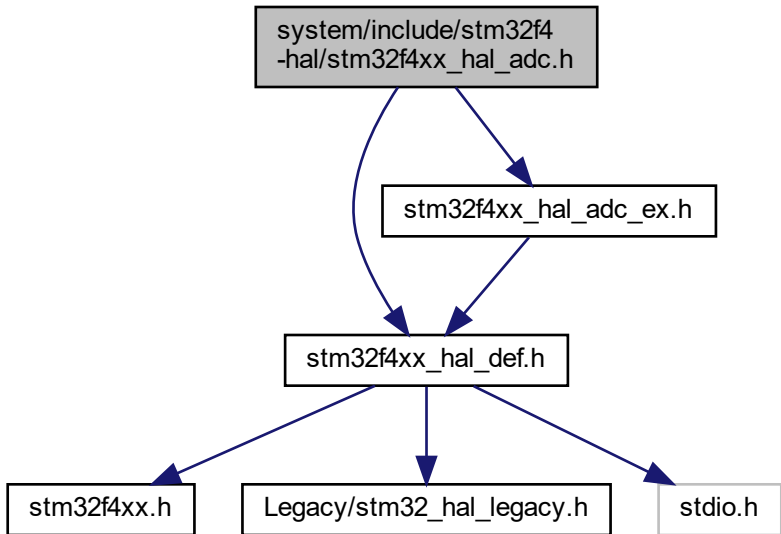 system/include/stm32f4
-hal/stm32f4xx_hal_adc.h
stm32f4xx_hal_adc_ex.h
stm32f4xx_hal_def.h
stm32f4xx.h
Legacy/stm32_hal_legacy.h
stdio.h